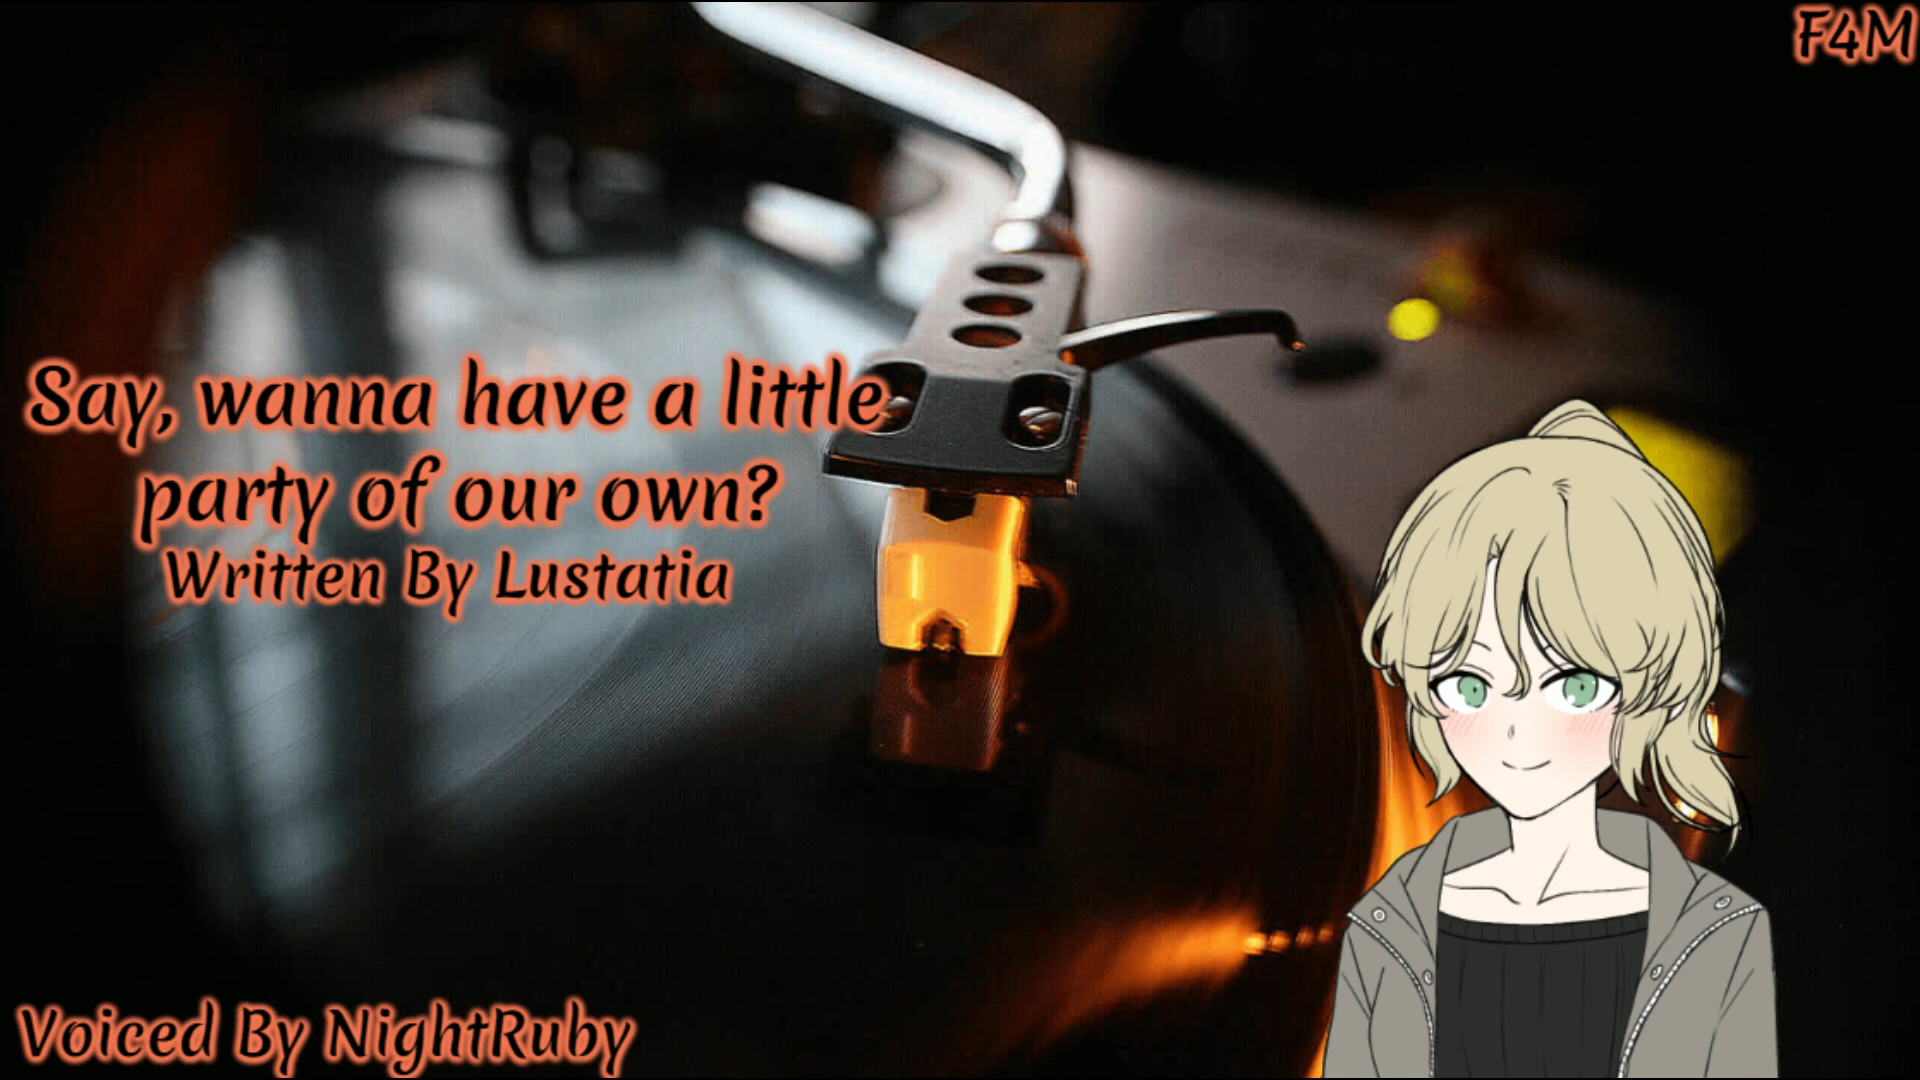 F4M
Say, wanna have a little
party of our own?
Written By Lustatia
Voiced By NightRuby